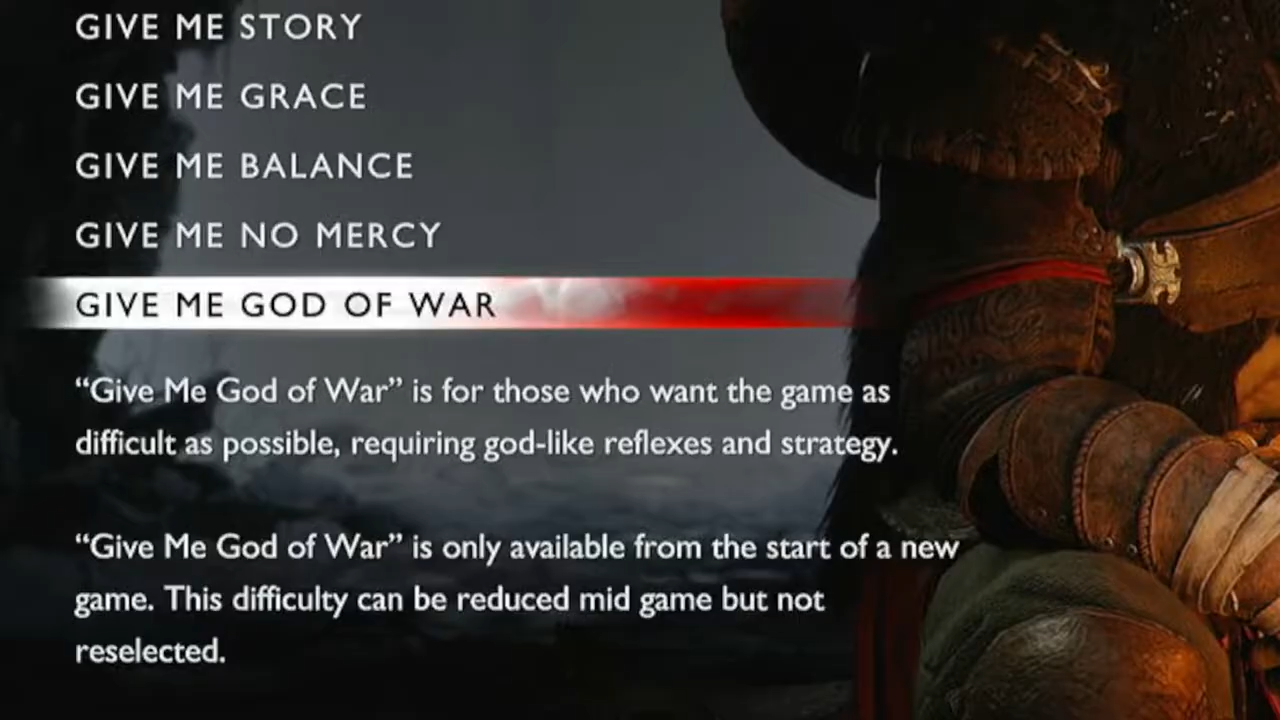 GIVE ME STORY
GIVE ME GRACE
GIVE ME BALANCE
GIVE ME NO MERCY
GIVE ME GOD OF WAR
“Give Me God of War” is for those who want the game as
difficult as possible, requiring god-like reflexes and strategy.
“Give Me God of War” is only available from the start of a new
game. This difficulty can be reduced mid game but not
reselected.